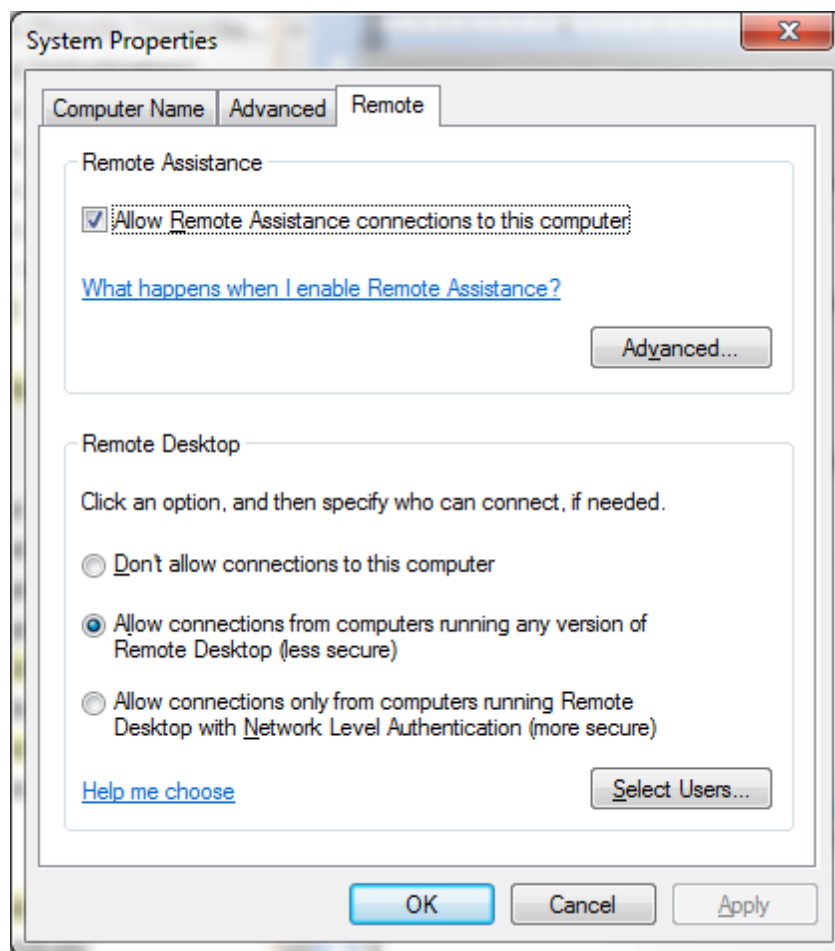 System Properties
Computer Name
Advanced
Remote
Remote Assistance
Allow Remote Assistance connections to this computer
What happens when I enable Remote Assistance?
Advanced...
Remote Desktop
Click an option, and then specify who can connect, if needed.
Don't allow connections to this computer
Allow connections from computers running any version of
Remote Desktop (less secure)
Allow connections only from computers running Remote
Desktop with Network Level Authentication (more secure)
Help me choose
Select Users...
OK
Cancel
Apply